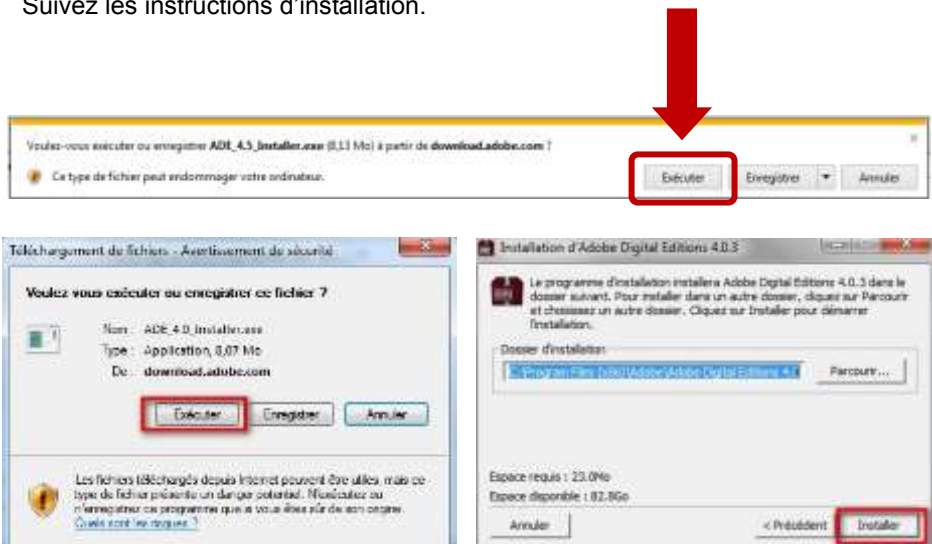 Suivez les instructions d'installation.
Voulez-vous exécuter ou enregistrer ADE_4.5_Installer.exe (8,13 Mo) à partir de download.adobe.com ?
Ce type de fichier peut endommager votre ordinateur.
Exécuter Enregistrer Annuler
Téléchargement de fichiers - Avertissement de sécurité
Voulez-vous exécuter ou enregistrer ce fichier ?
Nom : ADE_4.0_Installer.exe
Type : Application, 8,07 Mo
De : download.adobe.com
Exécuter Enregistrer Annuler
Les fichiers téléchargés depuis Internet peuvent être utiles, mais ce
type de fichier présente un danger potentiel. N'exécutez ou
n'enregistrez ce programme que si vous êtes sûr de son origine.
Quels sont les risques ?
Installation d'Adobe Digital Editions 4.0.3
Le programme d'installation installera Adobe Digital Editions 4.0.3 dans le
dossier suivant. Pour installer dans un autre dossier, cliquez sur Parcourir
et choisissez un autre dossier. Cliquez sur Installer pour démarrer
l'installation.
Dossier d'installation
C:\Program Files (x86)\Adobe\Adobe Digital Editions 4.0
Parcourir...
Espace requis : 23.0Mo
Espace disponible : 82.8Go
Annuler < Précédent Installer